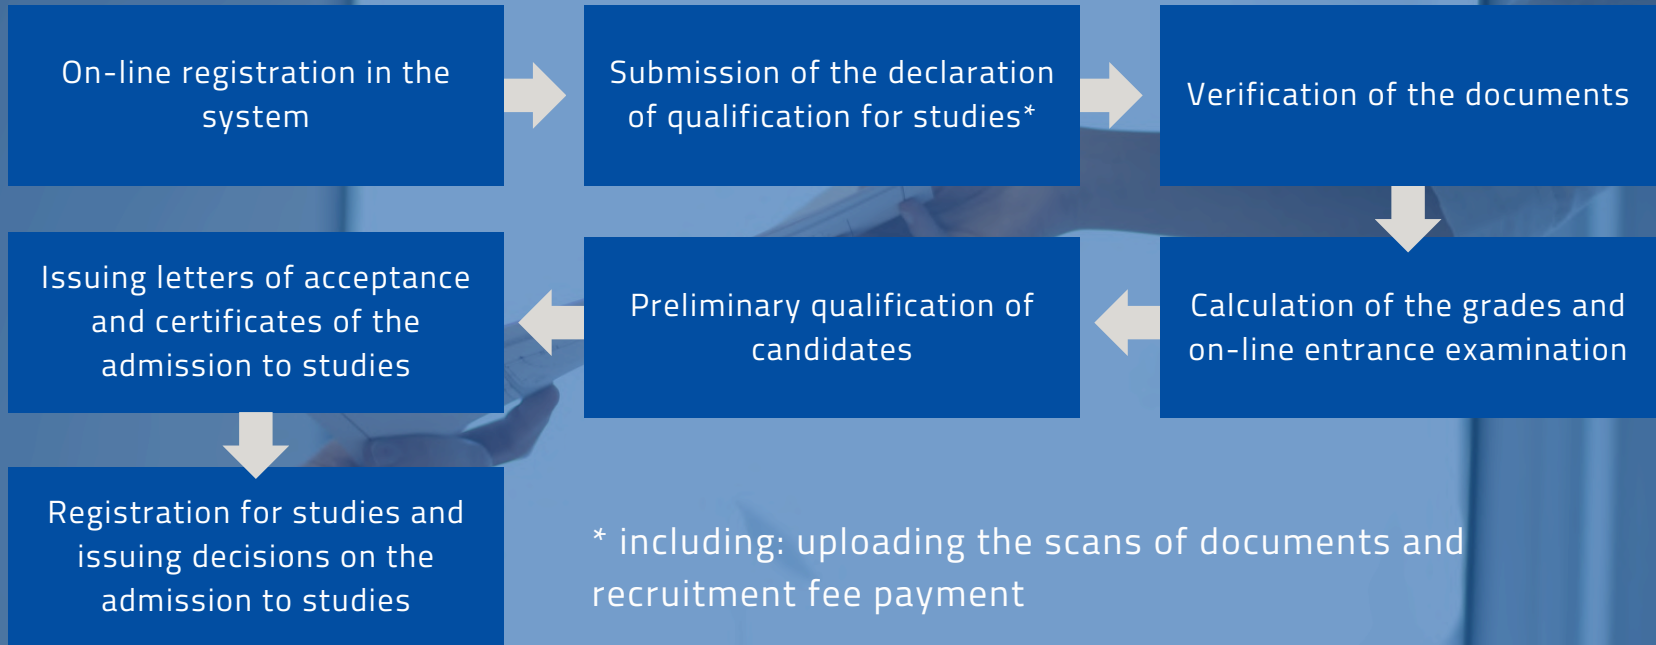 On-line registration in the
system
Submission of the declaration
of qualification for studies*
Verification of the documents
Calculation of the grades and
on-line entrance examination
Preliminary qualification of
candidates
Issuing letters of acceptance
and certificates of the
admission to studies
Registration for studies and
issuing decisions on the
admission to studies
* including: uploading the scans of documents and
recruitment fee payment